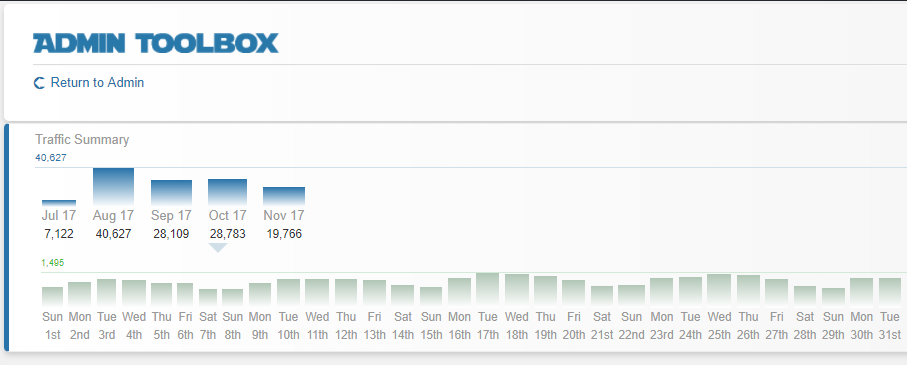 ADMIN TOOLBOX
Return to Admin
Traffic Summary
40,627
Jul 17 Aug 17 Sep 17 Oct 17 Nov 17
7,122 40,627 28,109 28,783 19,766
1,495
Sun Mon Tue Wed Thu Fri Sat Sun Mon Tue Wed Thu Fri Sat Sun Mon Tue Wed Thu Fri Sat Sun Mon Tue Wed Thu Fri Sat Sun Mon Tue
1st 2nd 3rd 4th 5th 6th 7th 8th 9th 10th 11th 12th 13th 14th 15th 16th 17th 18th 19th 20th 21st 22nd 23rd 24th 25th 26th 27th 28th 29th 30th 31st